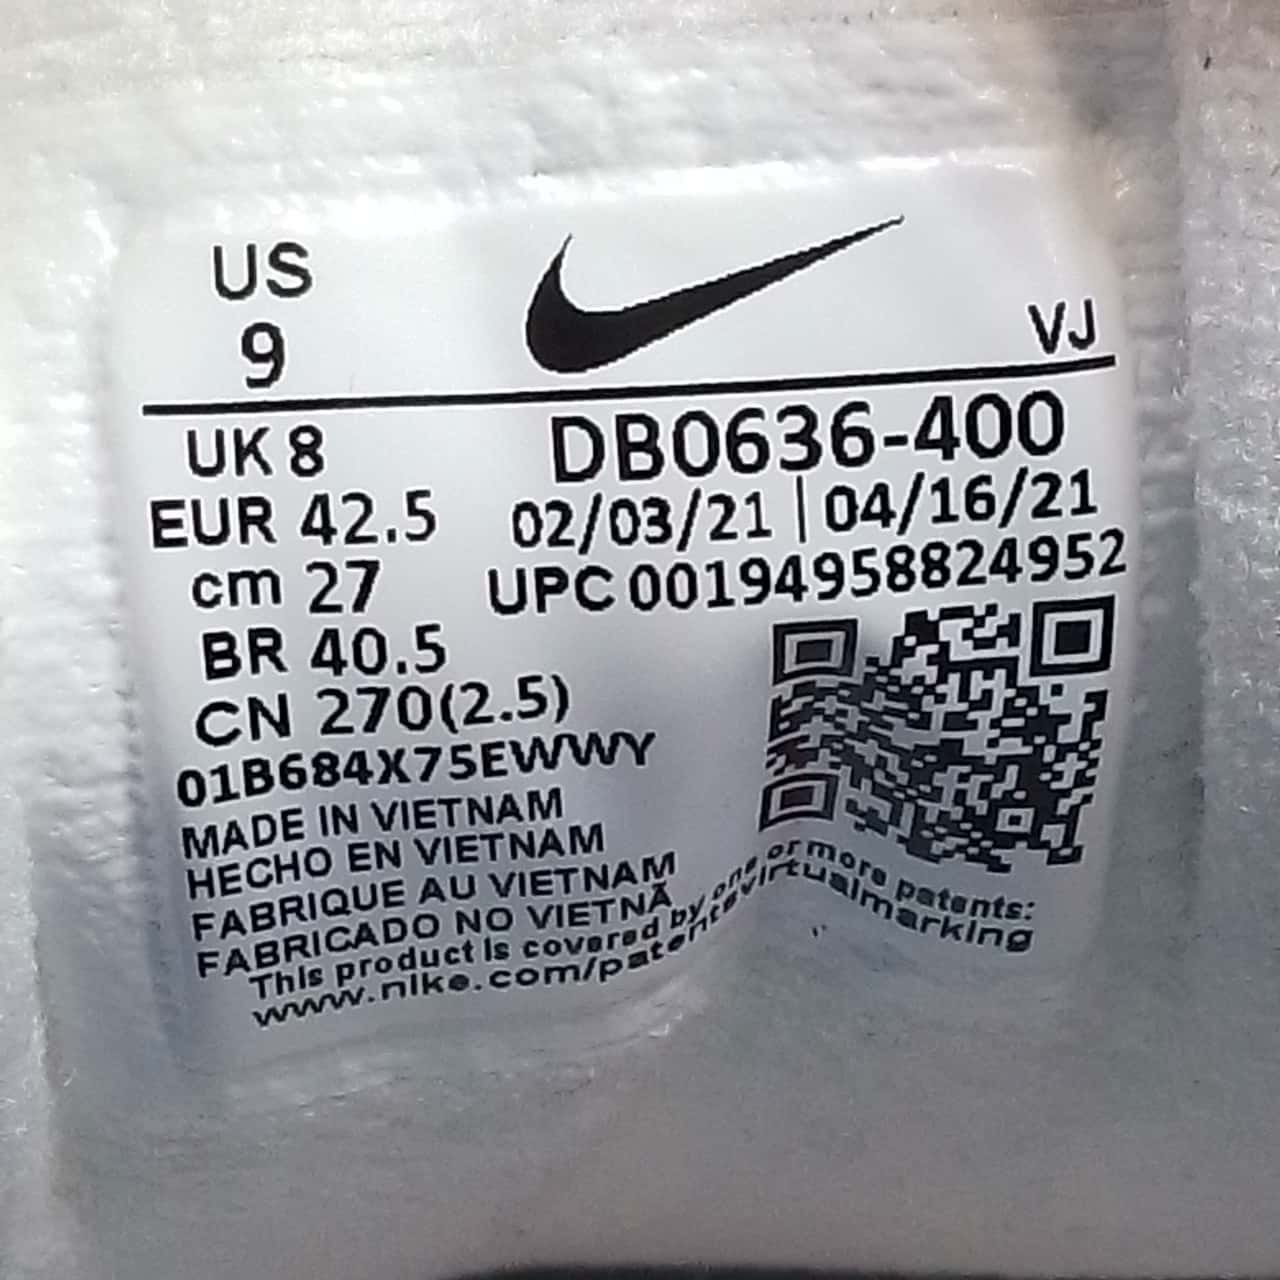 US
9
VJ
UK 8
DB0636-400
EUR 42.5
02/03/21 | 04/16/21
cm 27
UPC 00194958824952
BR 40.5
CN 270(2.5)
01B684X75EWWY
MADE IN VIETNAM
HECHO EN VIETNAM
FABRIQUE AU VIETNAM
FABRICADO NO VIETNÃ
This product is covered by one or more patents:
www.nike.com/patentsvirtualmarking